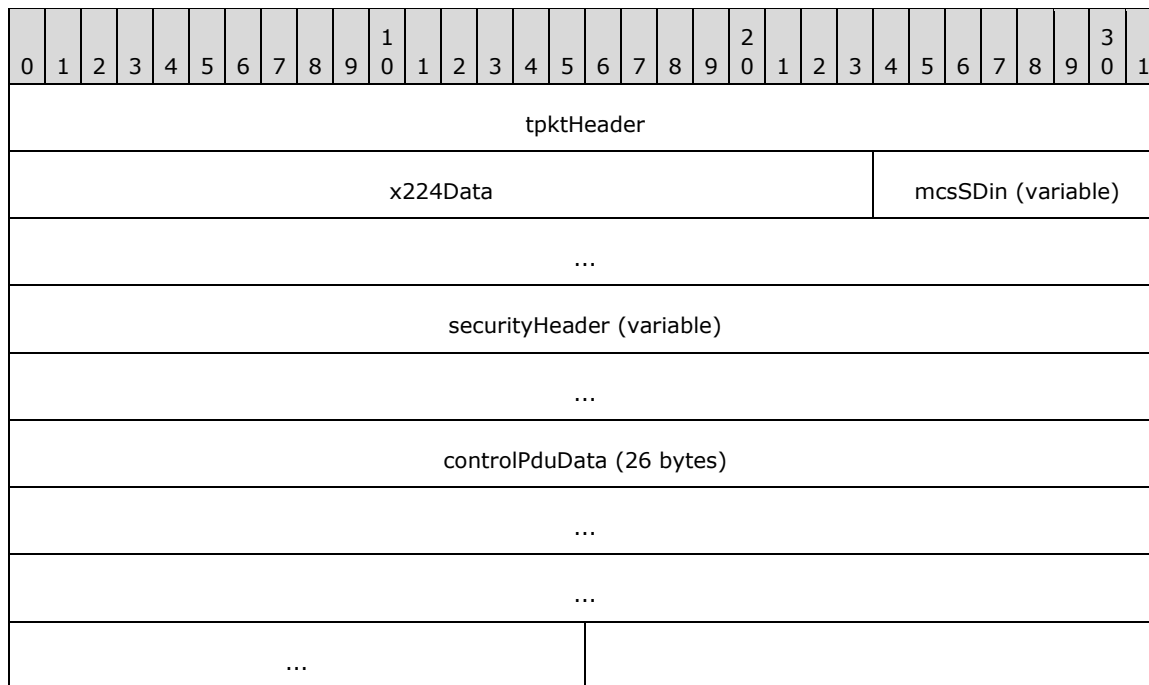 1 2 3
0 1 2 3 4 5 6 7 8 9 0 1 2 3 4 5 6 7 8 9 0 1 2 3 4 5 6 7 8 9 0 1
tpktHeader
x224Data mcsSDin (variable)
...
securityHeader (variable)
...
controlPduData (26 bytes)
...
...
...